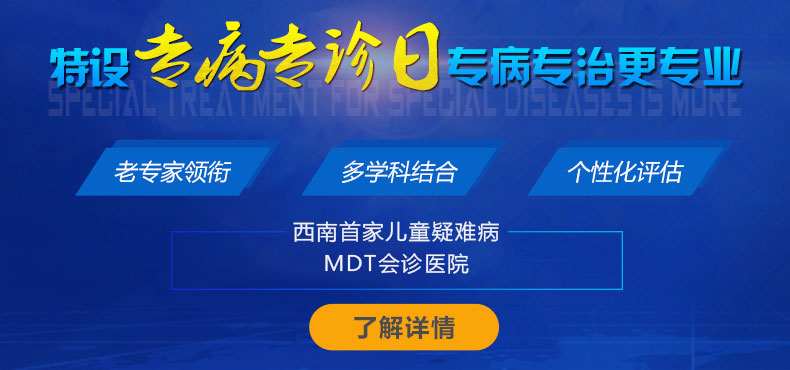 特设专病专诊日专病专治更专业
SPECIAL TREATMENT FOR SPECIAL DISEASES IS MORE
老专家领衔 多学科结合 个性化评估
西南首家儿童疑难病
MDT会诊医院
了解详情